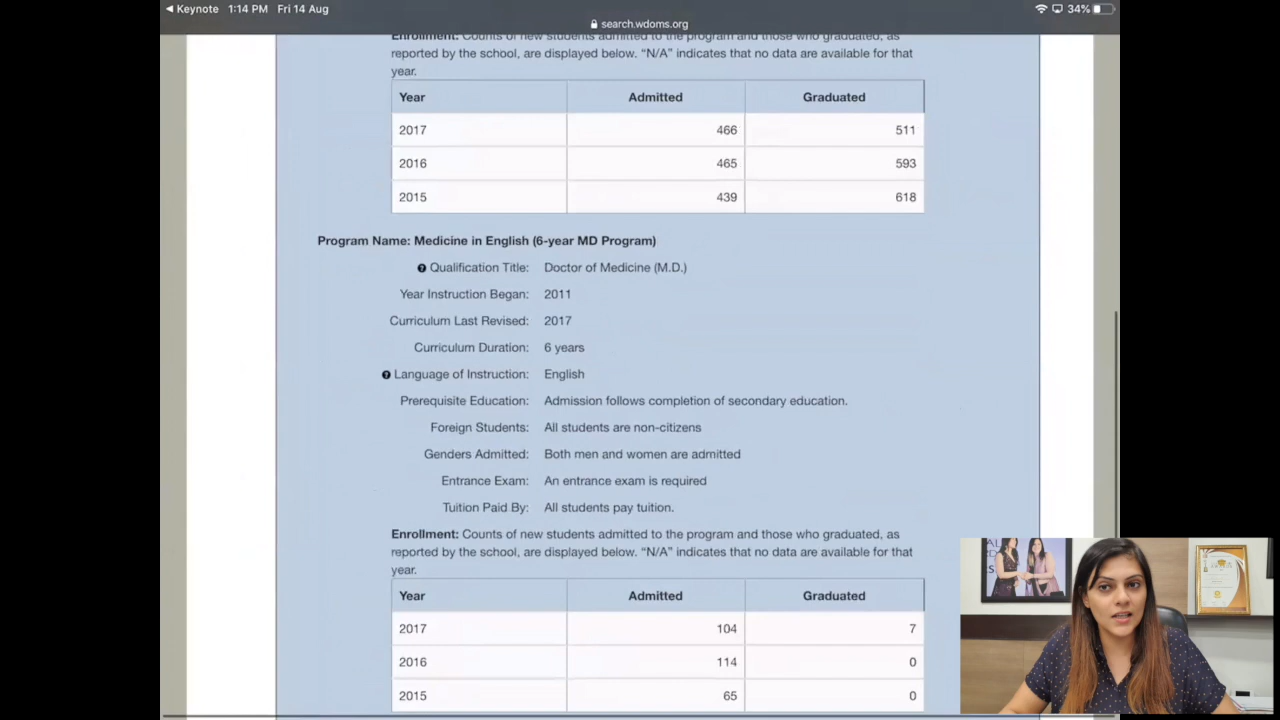 Keynote 1:14 PM Fri 14 Aug 34%
search.wdoms.org
Enrollment: Counts of new students admitted to the program and those who graduated, as
reported by the school, are displayed below. “N/A” indicates that no data are available for that
year.
Year Admitted Graduated
2017 466 511
2016 465 593
2015 439 618
Program Name: Medicine in English (6-year MD Program)
Qualification Title: Doctor of Medicine (M.D.)
Year Instruction Began: 2011
Curriculum Last Revised: 2017
Curriculum Duration: 6 years
Language of Instruction: English
Prerequisite Education: Admission follows completion of secondary education.
Foreign Students: All students are non-citizens
Genders Admitted: Both men and women are admitted
Entrance Exam: An entrance exam is required
Tuition Paid By: All students pay tuition.
Enrollment: Counts of new students admitted to the program and those who graduated, as
reported by the school, are displayed below. “N/A” indicates that no data are available for that
year.
Year Admitted Graduated
2017 104 7
2016 114 0
2015 65 0